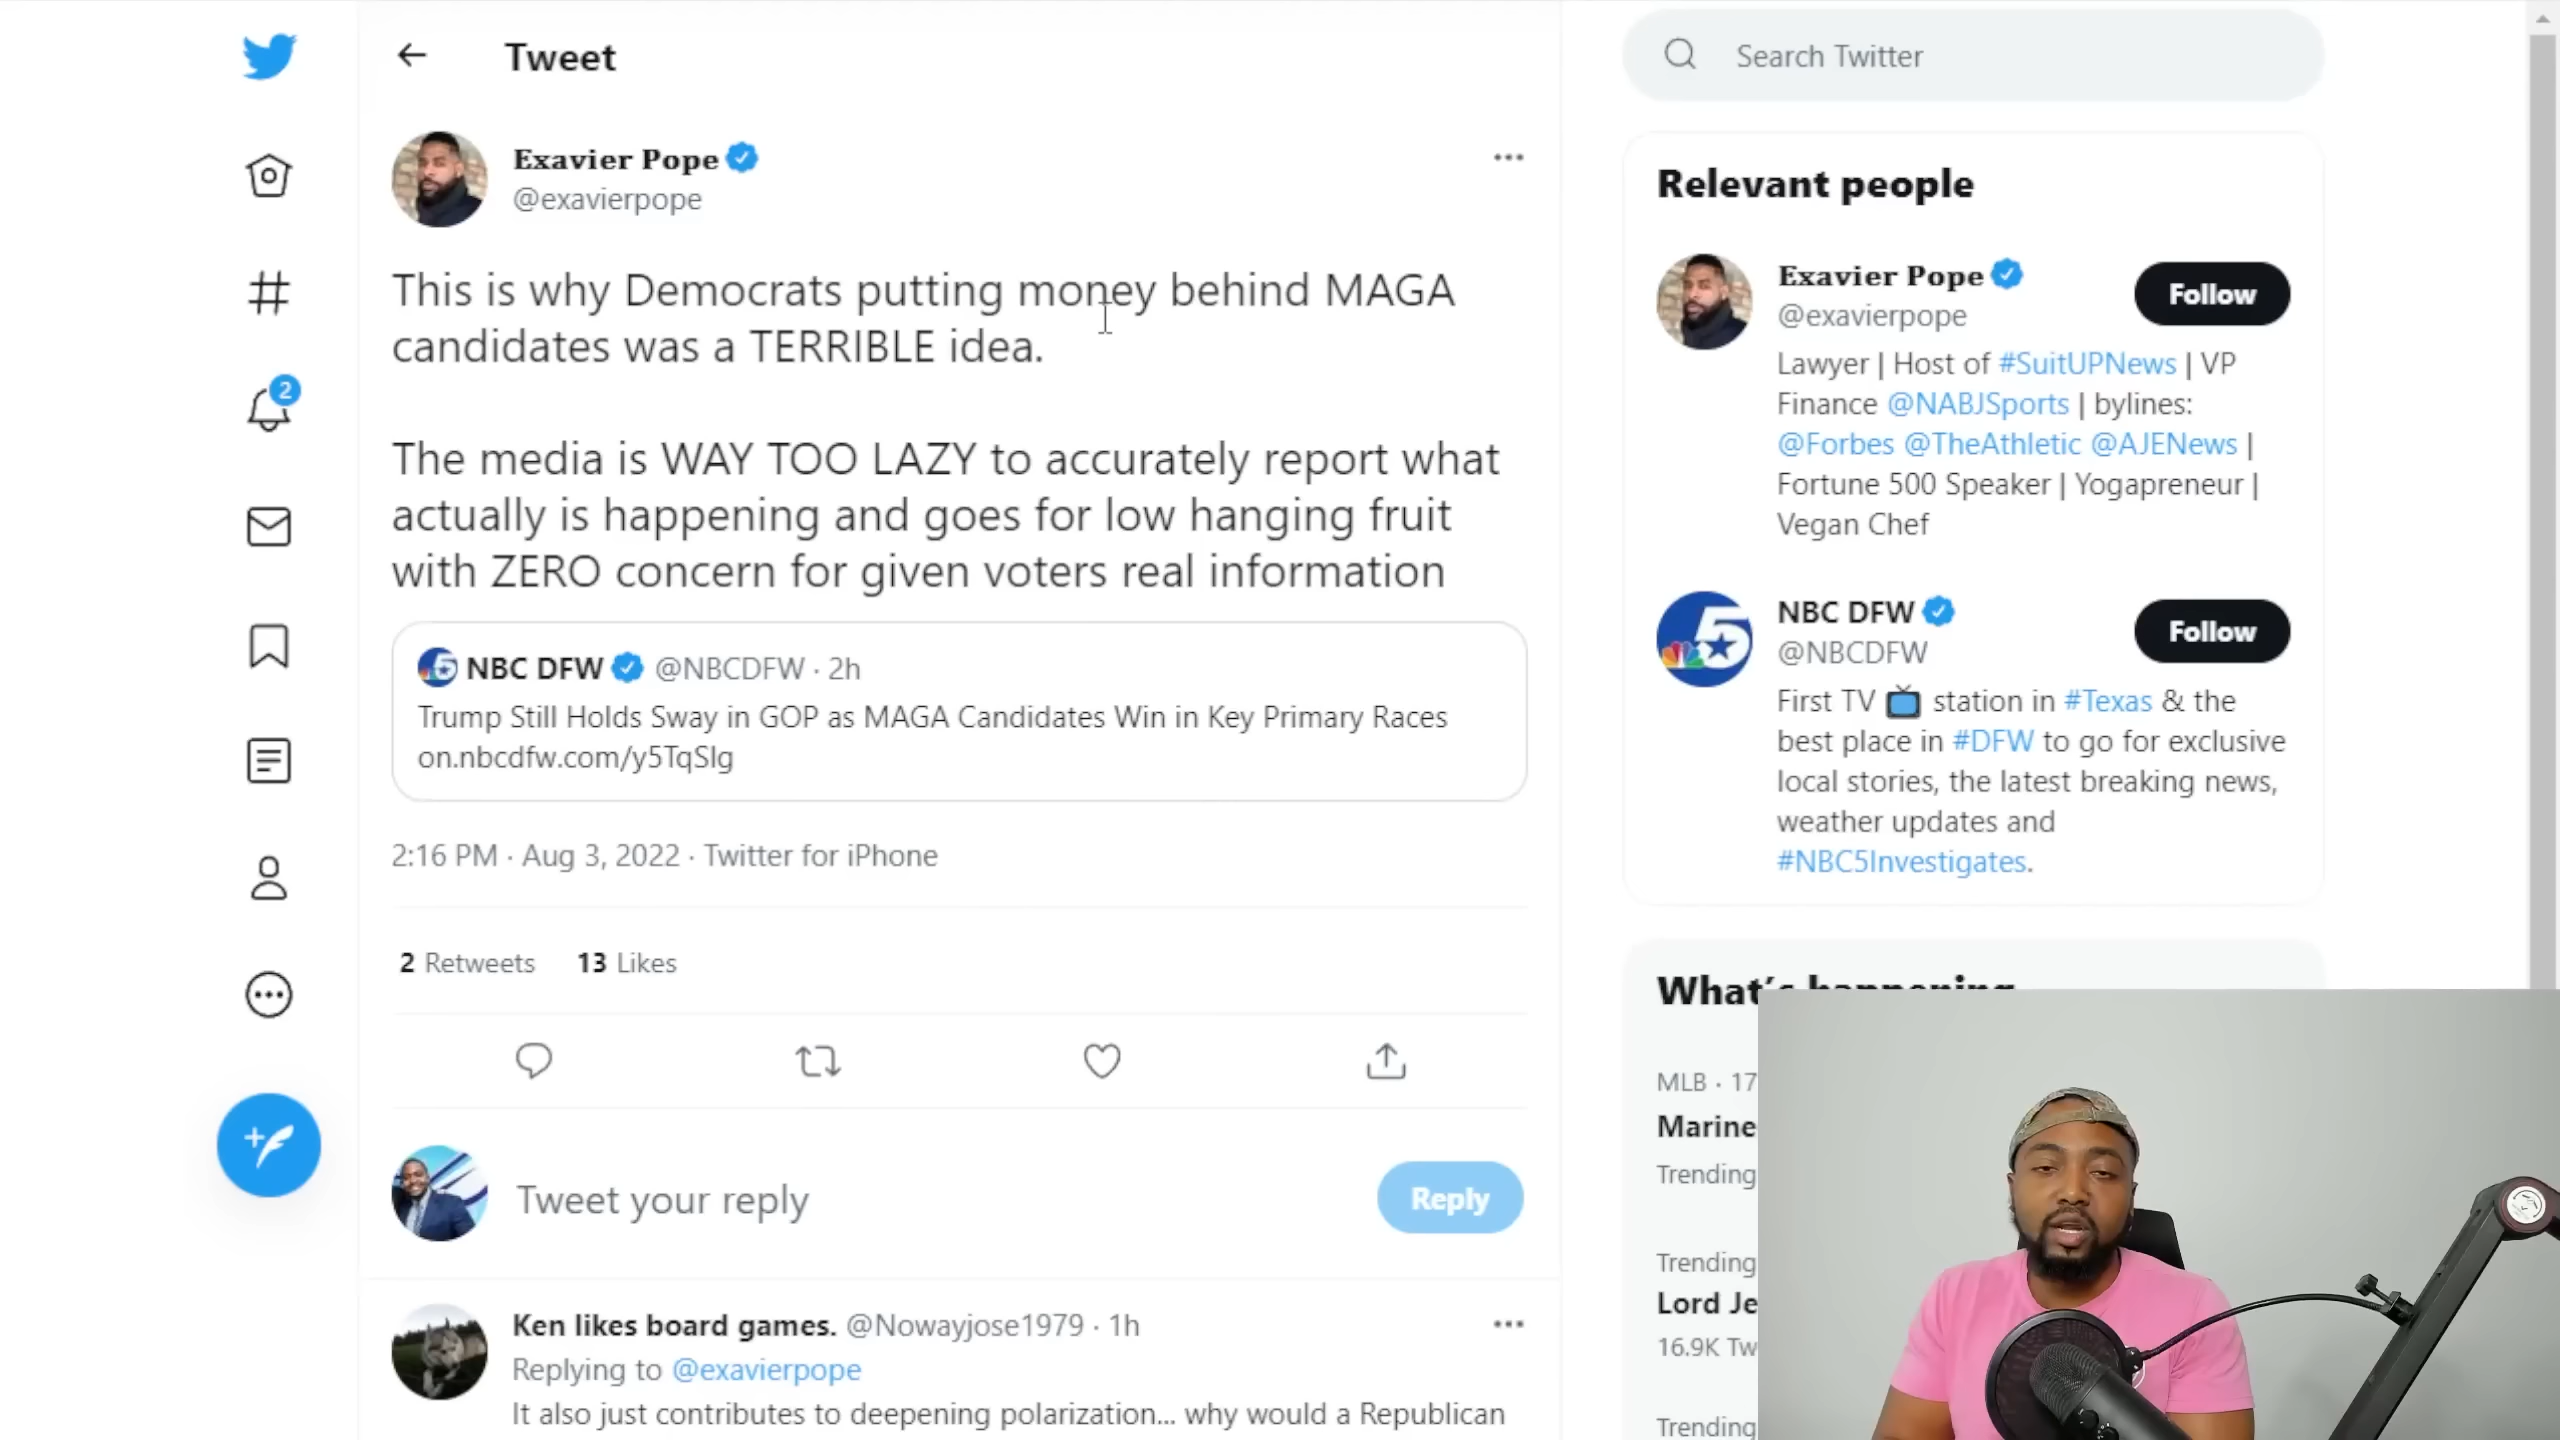 Tweet
Search Twitter
Exavier Pope
@exavierpope
This is why Democrats putting money behind MAGA
candidates was a TERRIBLE idea.
The media is WAY TOO LAZY to accurately report what
actually is happening and goes for low hanging fruit
with ZERO concern for given voters real information
NBC DFW @NBCDFW · 2h
Trump Still Holds Sway in GOP as MAGA Candidates Win in Key Primary Races
on.nbcdfw.com/y5TqSlg
2:16 PM · Aug 3, 2022 · Twitter for iPhone
2 Retweets 13 Likes
Tweet your reply
Reply
Ken likes board games. @Nowayjose1979 · 1h
Replying to @exavierpope
It also just contributes to deepening polarization... why would a Republican
2
Relevant people
Exavier Pope
@exavierpope
Follow
Lawyer | Host of #SuitUPNews | VP
Finance @NABJSports | bylines:
@Forbes @TheAthletic @AJENews |
Fortune 500 Speaker | Yogapreneur |
Vegan Chef
NBC DFW
@NBCDFW
Follow
First TV 📺 station in #Texas & the
best place in #DFW to go for exclusive
local stories, the latest breaking news,
weather updates and
#NBC5Investigates.
What's happening
MLB · 17
Marine
Trending
Trending
Lord Je
16.9K Tw
Trending